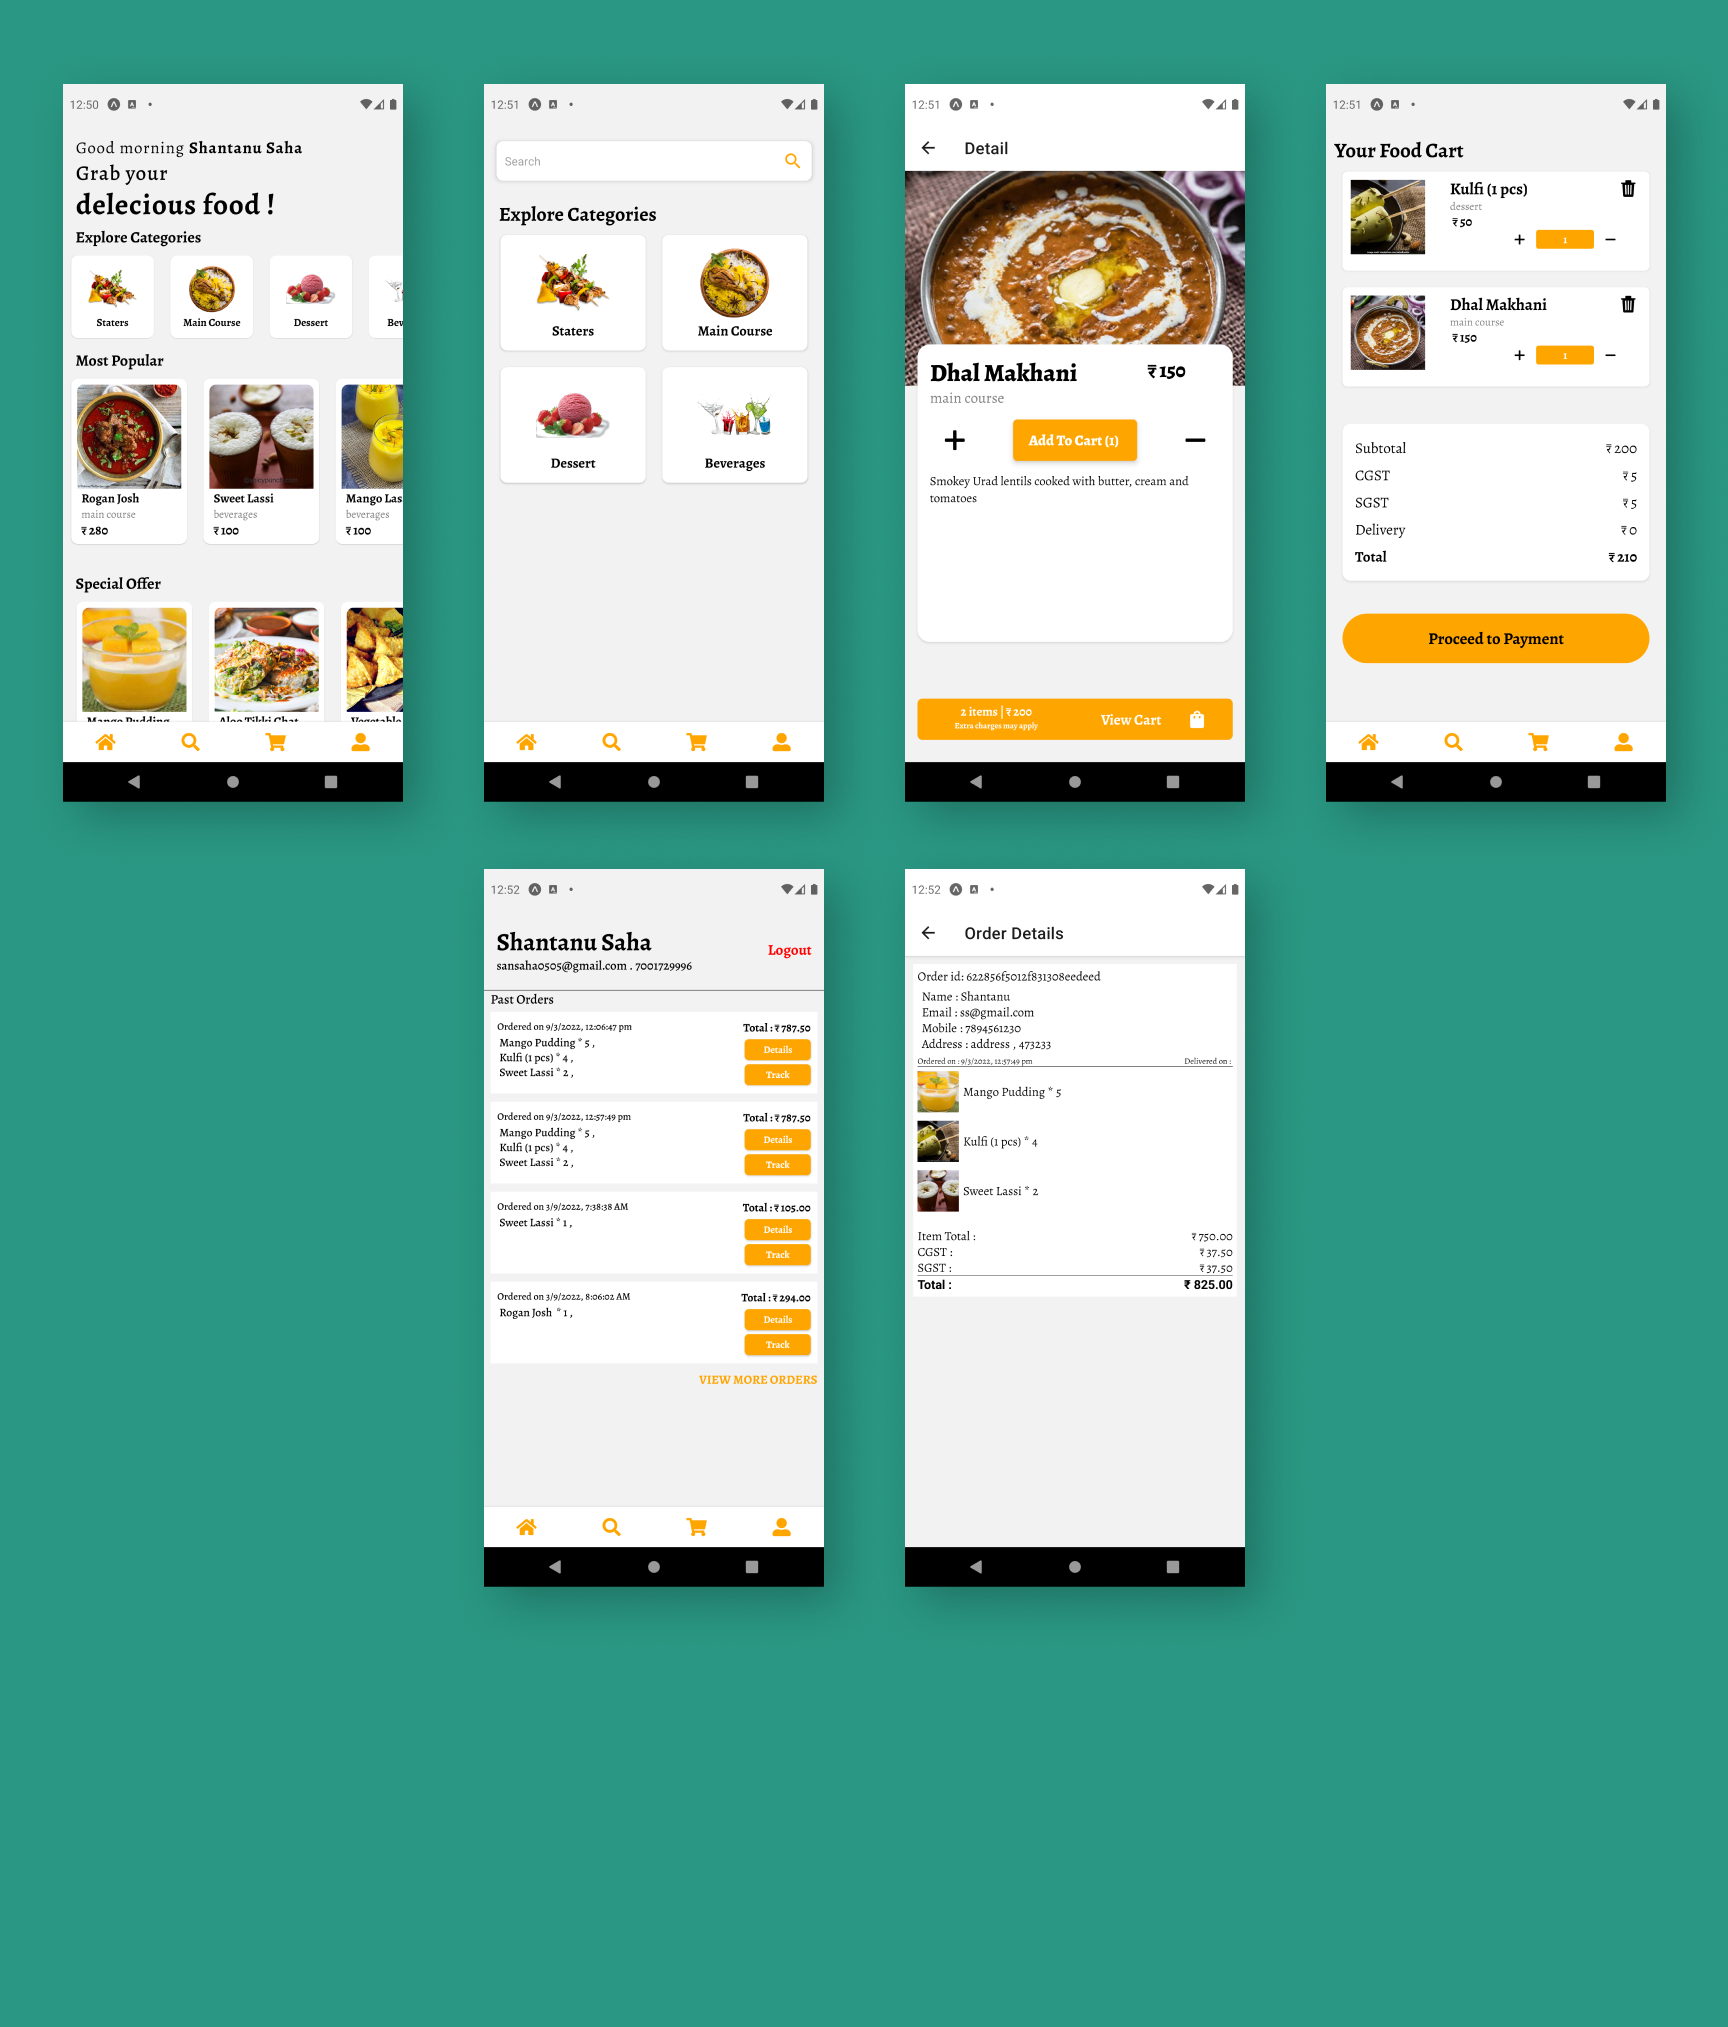 12:50
Good morning Shantanu Saha
Grab your
delecious food !
Explore Categories
Staters Main Course Dessert Bev
Most Popular
Rogan Josh Sweet Lassi Mango Las
main course beverages beverages
₹ 280 ₹ 100 ₹ 100
Special Offer
Mango Pudding Aloo Tikki Chat Vegetable
12:51
Search
Explore Categories
Staters Main Course
Dessert Beverages
12:51
Detail
Dhal Makhani ₹ 150
main course
Add To Cart (1)
Smokey Urad lentils cooked with butter, cream and
tomatoes
2 items | ₹ 200
Extra charges may apply
View Cart
12:51
Your Food Cart
Kulfi (1 pcs)
dessert
₹ 50
+ 1 −
Dhal Makhani
main course
₹ 150
+ 1 −
Subtotal ₹ 200
CGST ₹ 5
SGST ₹ 5
Delivery ₹ 0
Total ₹ 210
Proceed to Payment
12:52
Shantanu Saha
Logout
sansaha0505@gmail.com . 7001729996
Past Orders
Ordered on 9/3/2022, 12:06:47 pm Total : ₹ 787.50
Mango Pudding * 5 ,
Details
Kulfi (1 pcs) * 4 ,
Sweet Lassi * 2 ,
Track
Ordered on 9/3/2022, 12:57:49 pm Total : ₹ 787.50
Mango Pudding * 5 ,
Details
Kulfi (1 pcs) * 4 ,
Sweet Lassi * 2 ,
Track
Ordered on 3/9/2022, 7:38:38 AM Total : ₹ 105.00
Sweet Lassi * 1 ,
Details
Track
Ordered on 3/9/2022, 8:06:02 AM Total : ₹ 294.00
Rogan Josh * 1 ,
Details
Track
VIEW MORE ORDERS
12:52
Order Details
Order id: 622856f5012f831308eedeed
Name : Shantanu
Email : ss@gmail.com
Mobile : 7894561230
Address : address , 473233
Ordered on : 9/3/2022, 12:57:49 pm Delivered on :
Mango Pudding * 5
Kulfi (1 pcs) * 4
Sweet Lassi * 2
Item Total : ₹ 750.00
CGST : ₹ 37.50
SGST : ₹ 37.50
Total : ₹ 825.00